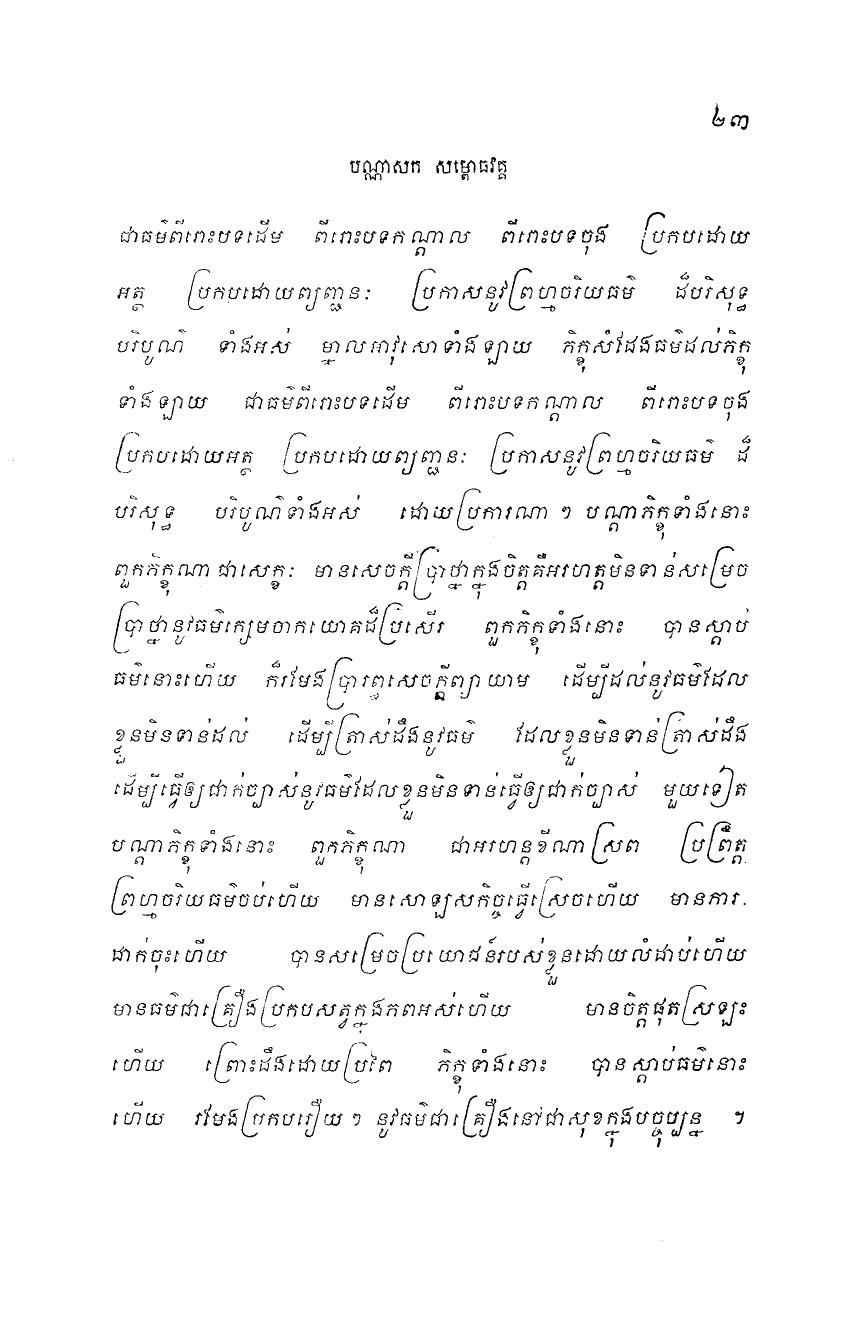 ២៣
បណ្ណាសក សម្ពោធវគ្គ
ជាធម៌ពីរោះបទដើម ពីរោះបទកណ្តាល ពីរោះបទចុង ប្រកបដោយ
អត្ថ ប្រកបដោយព្យញ្ជនៈ ប្រកាសនូវព្រហ្មចរិយធម៌ ដ៏បរិសុទ្ធ
បរិបូណ៌ ទាំងអស់ ម្នាលអាវុសោទាំងឡាយ ភិក្ខុសំដែងធម៌ដល់ភិក្ខុ
ទាំងឡាយ ជាធម៌ពីរោះបទដើម ពីរោះបទកណ្តាល ពីរោះបទចុង
ប្រកបដោយអត្ថ ប្រកបដោយព្យញ្ជនៈ ប្រកាសនូវព្រហ្មចរិយធម៌ ដ៏
បរិសុទ្ធ បរិបូណ៌ទាំងអស់ ដោយប្រការណា ៗ បណ្តាភិក្ខុទាំងនោះ
ពួកភិក្ខុណាជាសេក្ខៈ មានសេចក្តីប្រាថ្នាក្នុងចិត្តគឺអរហត្តមិនទាន់សម្រេច
ប្រាថ្នានូវធម៌ក្សេមចាកយោគដ៏ប្រសើរ ពួកភិក្ខុទាំងនោះ បានស្តាប់
ធម៌នោះហើយ ក៏រមែងប្រារព្ធសេចក្តីព្យាយាម ដើម្បីដល់នូវធម៌ដែល
ខ្លួនមិនទាន់ដល់ ដើម្បីត្រាស់ដឹងនូវធម៌ ដែលខ្លួនមិនទាន់ត្រាស់ដឹង
ដើម្បីធ្វើឲ្យជាក់ច្បាស់នូវធម៌ដែលខ្លួនមិនទាន់ធ្វើឲ្យជាក់ច្បាស់ មួយទៀត
បណ្តាភិក្ខុទាំងនោះ ពួកភិក្ខុណា ជាអរហន្តខីណាស្រព ប្រព្រឹត្ត
ព្រហ្មចរិយធម៌ចប់ហើយ មានសោឡសកិច្ចធ្វើស្រេចហើយ មានភារៈ
ដាក់ចុះហើយ បានសម្រេចប្រយោជន៍របស់ខ្លួនដោយលំដាប់ហើយ
មានធម៌ជាគ្រឿងប្រកបសត្វក្នុងភពអស់ហើយ មានចិត្តផុតស្រឡះ
ហើយ ព្រោះដឹងដោយប្រពៃ ភិក្ខុទាំងនោះ បានស្តាប់ធម៌នោះ
ហើយ រមែងប្រកបរឿយ ៗ នូវធម៌ជាគ្រឿងនៅជាសុខក្នុងបច្ចុប្បន្ន ។